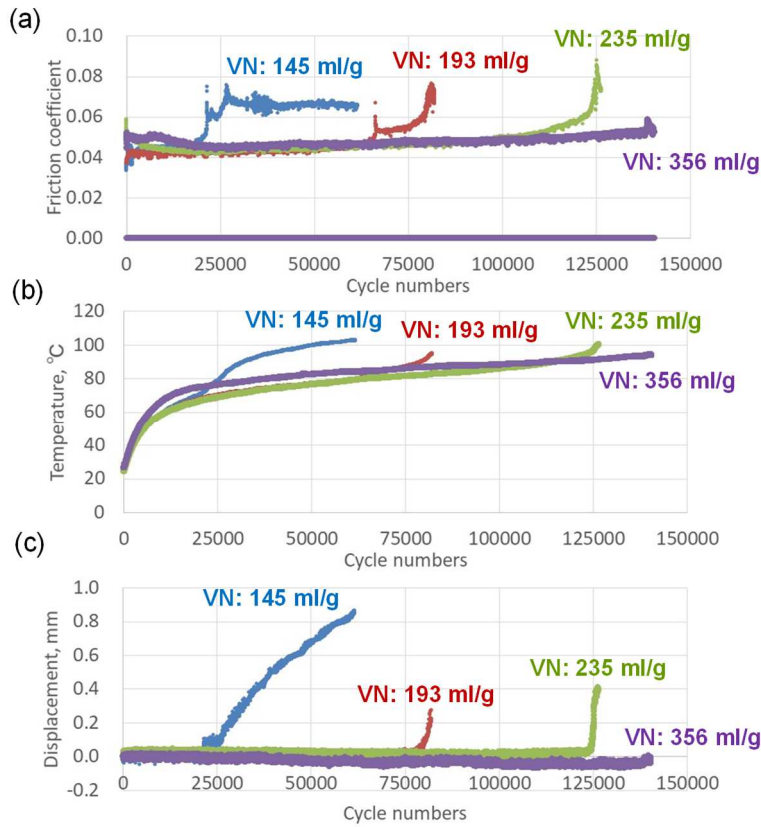 (a)
0.10
VN: 235 ml/g
VN: 145 ml/g
VN: 193 ml/g
0.08
0.06
0.04
VN: 356 ml/g
0.02
0.00
Friction coefficient
0 25000 50000 75000 100000 125000 150000
Cycle numbers
(b)
120
VN: 145 ml/g
VN: 193 ml/g
VN: 235 ml/g
100
80
VN: 356 ml/g
60
40
20
0
Temperature, °C
0 25000 50000 75000 100000 125000 150000
Cycle numbers
(c)
1.0
VN: 145 ml/g
0.8
0.6
VN: 235 ml/g
0.4
VN: 193 ml/g
0.2
VN: 356 ml/g
0.0
-0.2
Displacement, mm
0 25000 50000 75000 100000 125000 150000
Cycle numbers